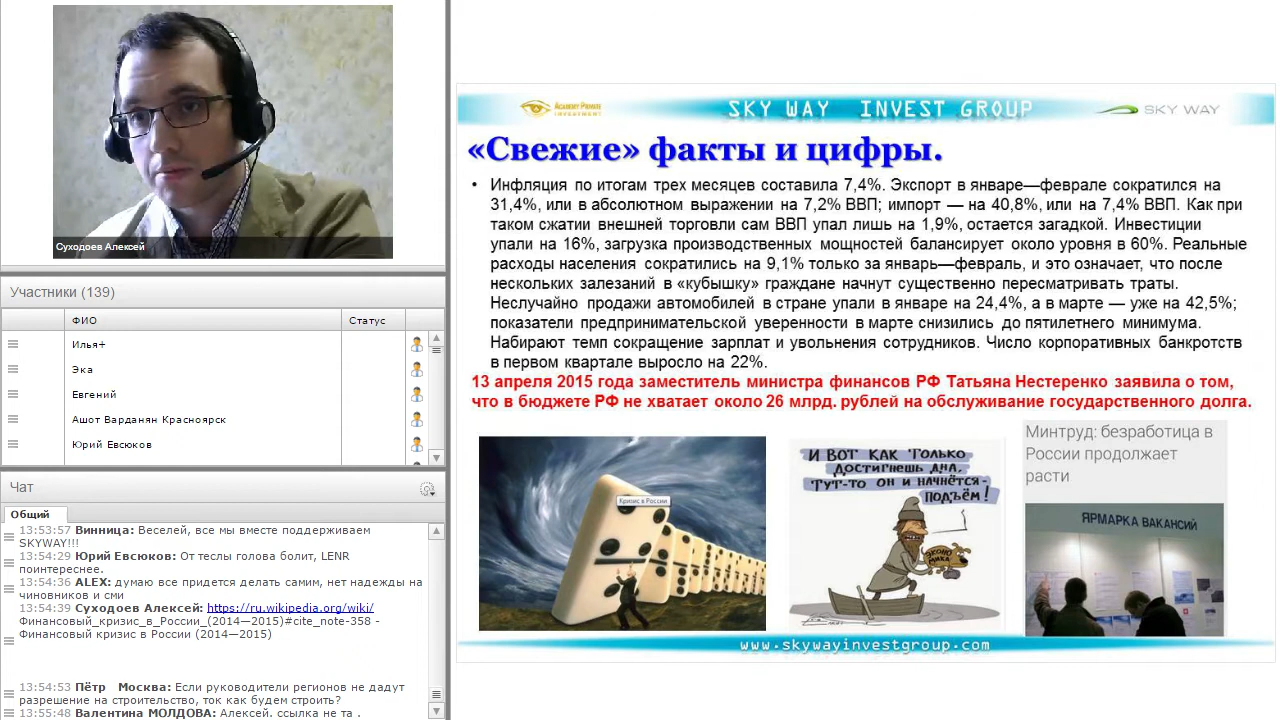 Суходоев Алексей
Участники (139)
ФИО
Статус
Илья+
Эка
Евгений
Ашот Варданян Красноярск
Юрий Евсюков
Чат
Общий
13:53:57 Винница: Веселей, все мы вместе поддерживаем
SKYWAY!!!
13:54:29 Юрий Евсюков: От теслы голова болит, LENR
поинтереснее.
13:54:36 ALEX: думаю все придется делать самим, нет надежды на
чиновников и сми
13:54:39 Суходоев Алексей: https://ru.wikipedia.org/wiki/
Финансовый_кризис_в_России_(2014—2015)#cite_note-358 -
Финансовый кризис в России (2014—2015)
13:54:53 Пётр Москва: Если руководители регионов не дадут
разрешение на строительство, ток как будем строить?
13:55:48 Валентина МОЛДОВА: Алексей. ссылка не та .
ACADEMY PRIVATE
INVESTMENT
SKY WAY INVEST GROUP
SKY WAY
«Свежие» факты и цифры.
• Инфляция по итогам трех месяцев составила 7,4%. Экспорт в январе—феврале сократился на
31,4%, или в абсолютном выражении на 7,2% ВВП; импорт — на 40,8%, или на 7,4% ВВП. Как при
таком сжатии внешней торговли сам ВВП упал лишь на 1,9%, остается загадкой. Инвестиции
упали на 16%, загрузка производственных мощностей балансирует около уровня в 60%. Реальные
расходы населения сократились на 9,1% только за январь—февраль, и это означает, что после
нескольких залезаний в «кубышку» граждане начнут существенно пересматривать траты.
Неслучайно продажи автомобилей в стране упали в январе на 24,4%, а в марте — уже на 42,5%;
показатели предпринимательской уверенности в марте снизились до пятилетнего минимума.
Набирают темп сокращение зарплат и увольнения сотрудников. Число корпоративных банкротств
в первом квартале выросло на 22%.
13 апреля 2015 года заместитель министра финансов РФ Татьяна Нестеренко заявила о том,
что в бюджете РФ не хватает около 26 млрд. рублей на обслуживание государственного долга.
Кризис в России
И ВОТ КАК ТОЛЬКО
ДОСТИГНЕШЬ ДНА,
ТУТ-ТО ОН И НАЧНЁТСЯ-
ПОДЪЁМ!
ЭКОНО
МИКА
Минтруд: безработица в
России продолжает
расти
ЯРМАРКА ВАКАНСИЙ
www.skywayinvestgroup.com